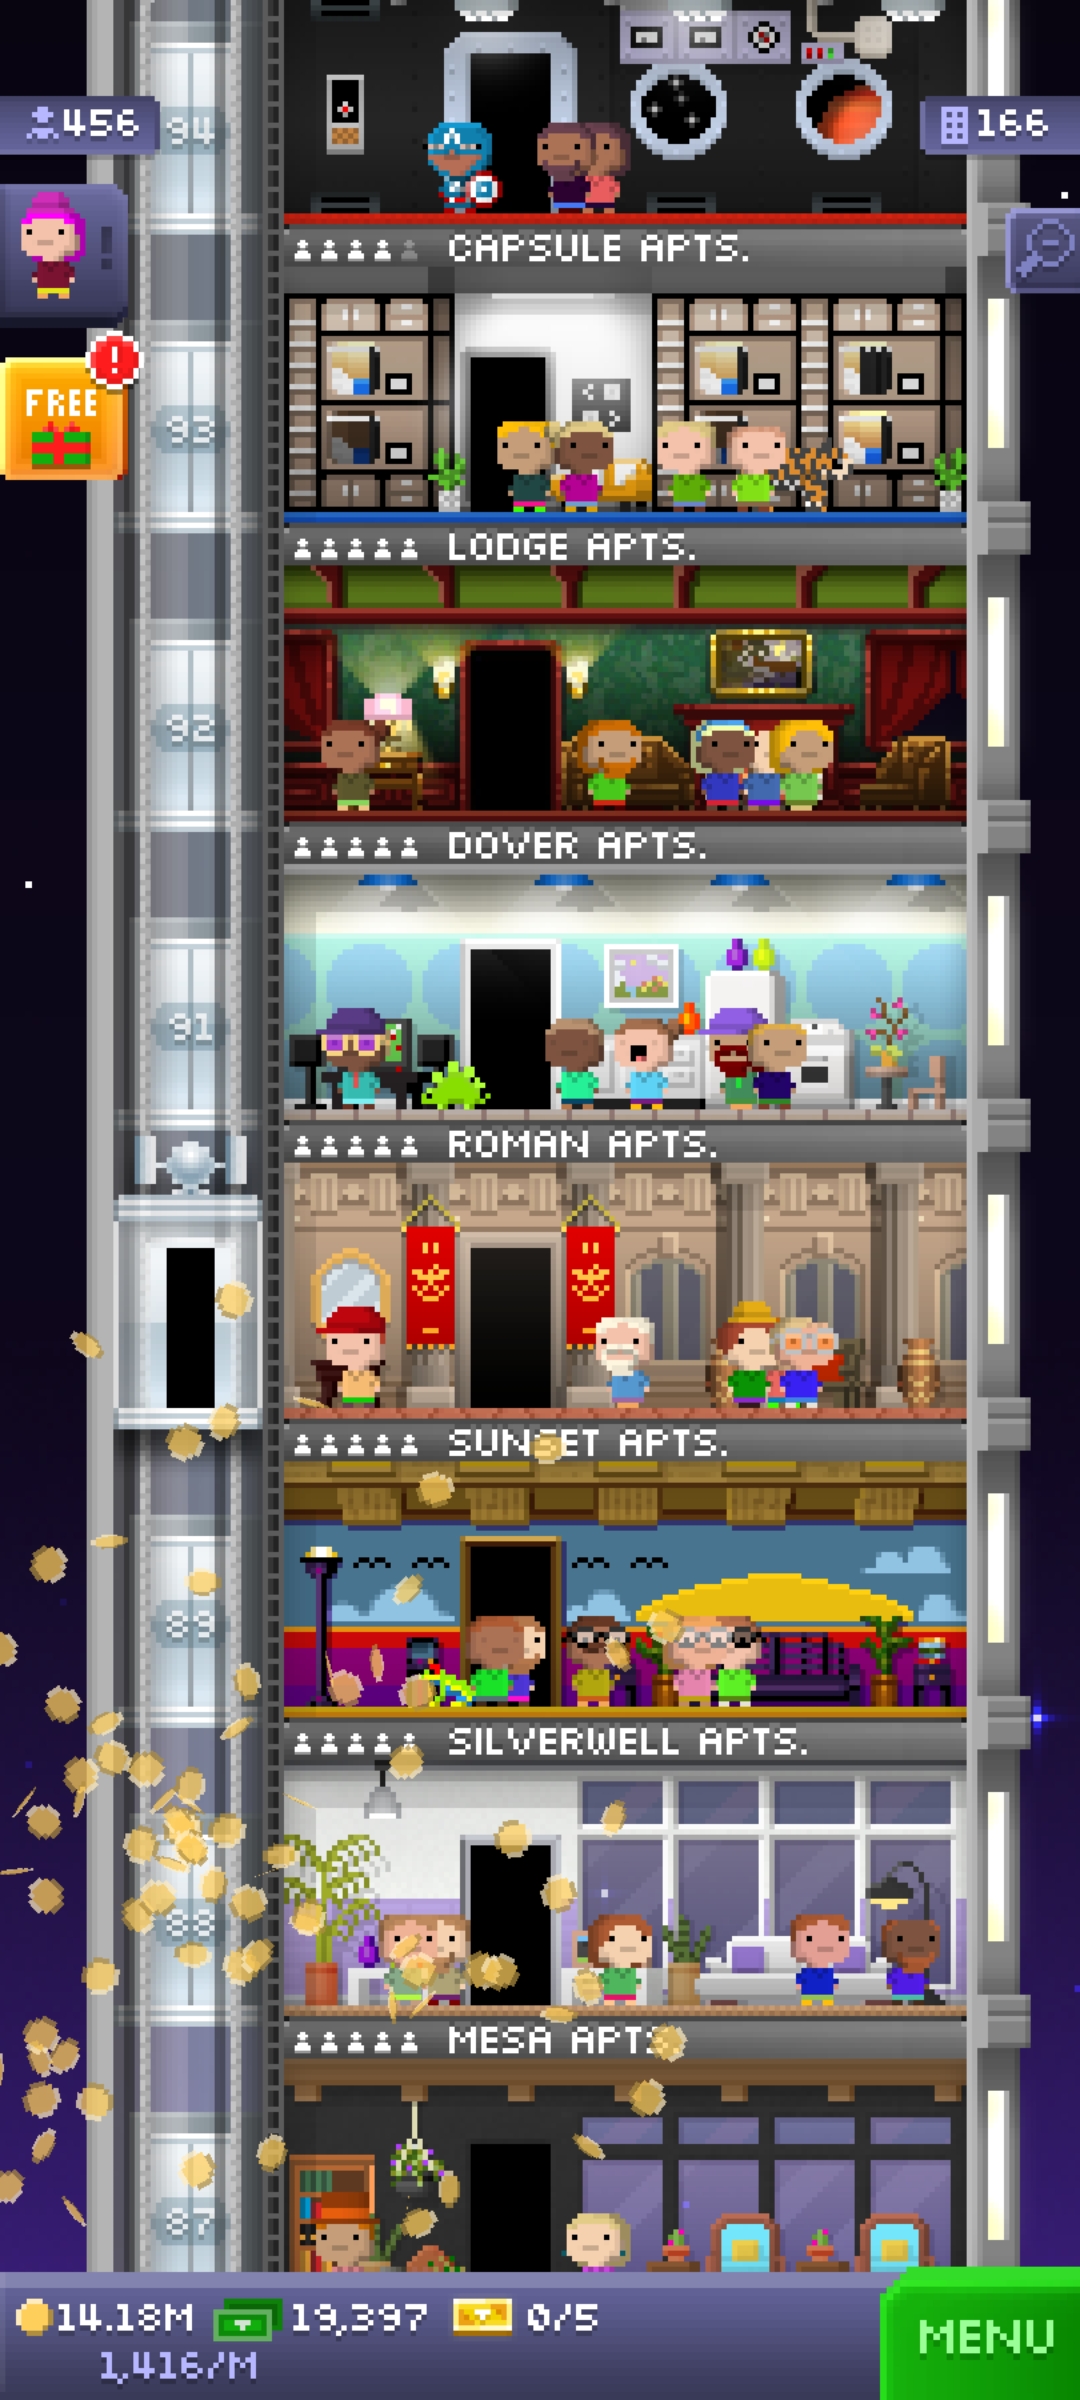 94
456
166
CAPSULE APTS.
FREE
!
93
LODGE APTS.
92
DOVER APTS.
91
ROMAN APTS.
SUNSET APTS.
89
SILVERWELL APTS.
88
MESA APTS.
87
14.18M 19,397 0/5
1,416/M
MENU